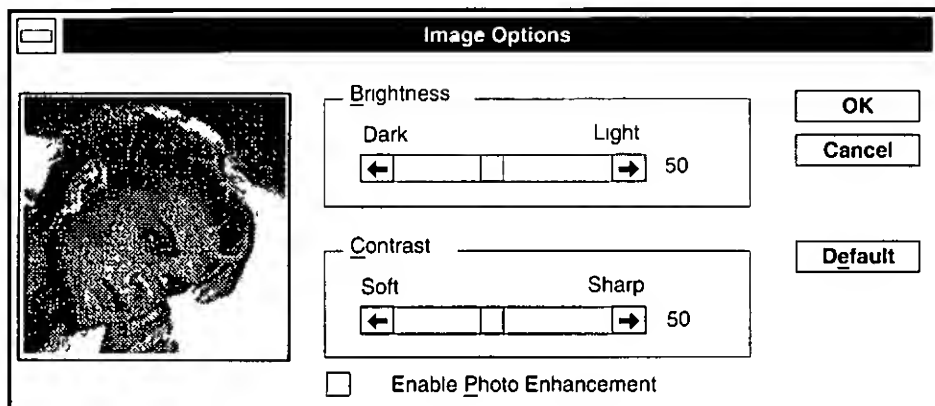 Image Options
Brightness
Dark Light
50
OK
Cancel
Contrast
Soft Sharp
50
Default
Enable Photo Enhancement